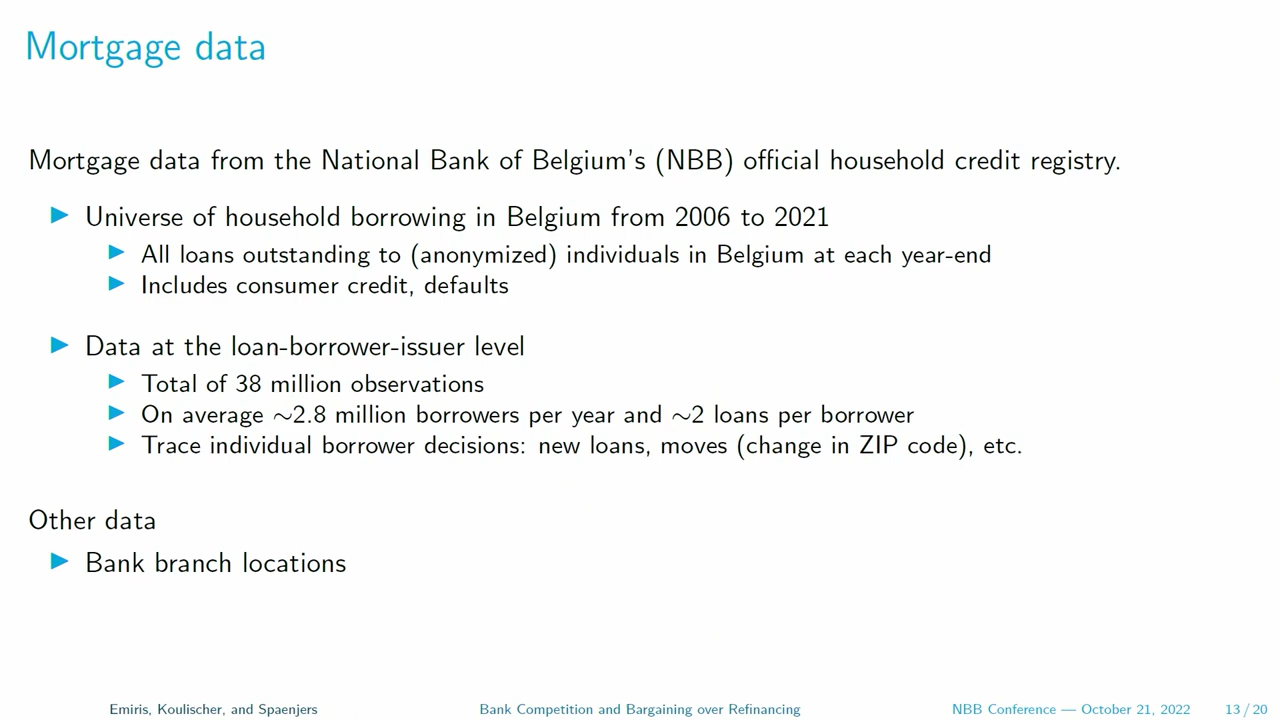 Mortgage data
Mortgage data from the National Bank of Belgium's (NBB) official household credit registry.
Universe of household borrowing in Belgium from 2006 to 2021
All loans outstanding to (anonymized) individuals in Belgium at each year-end
Includes consumer credit, defaults
Data at the loan-borrower-issuer level
Total of 38 million observations
On average ∼2.8 million borrowers per year and ∼2 loans per borrower
Trace individual borrower decisions: new loans, moves (change in ZIP code), etc.
Other data
Bank branch locations
Emiris, Koulischer, and Spaenjers Bank Competition and Bargaining over Refinancing NBB Conference — October 21, 2022 13 / 20